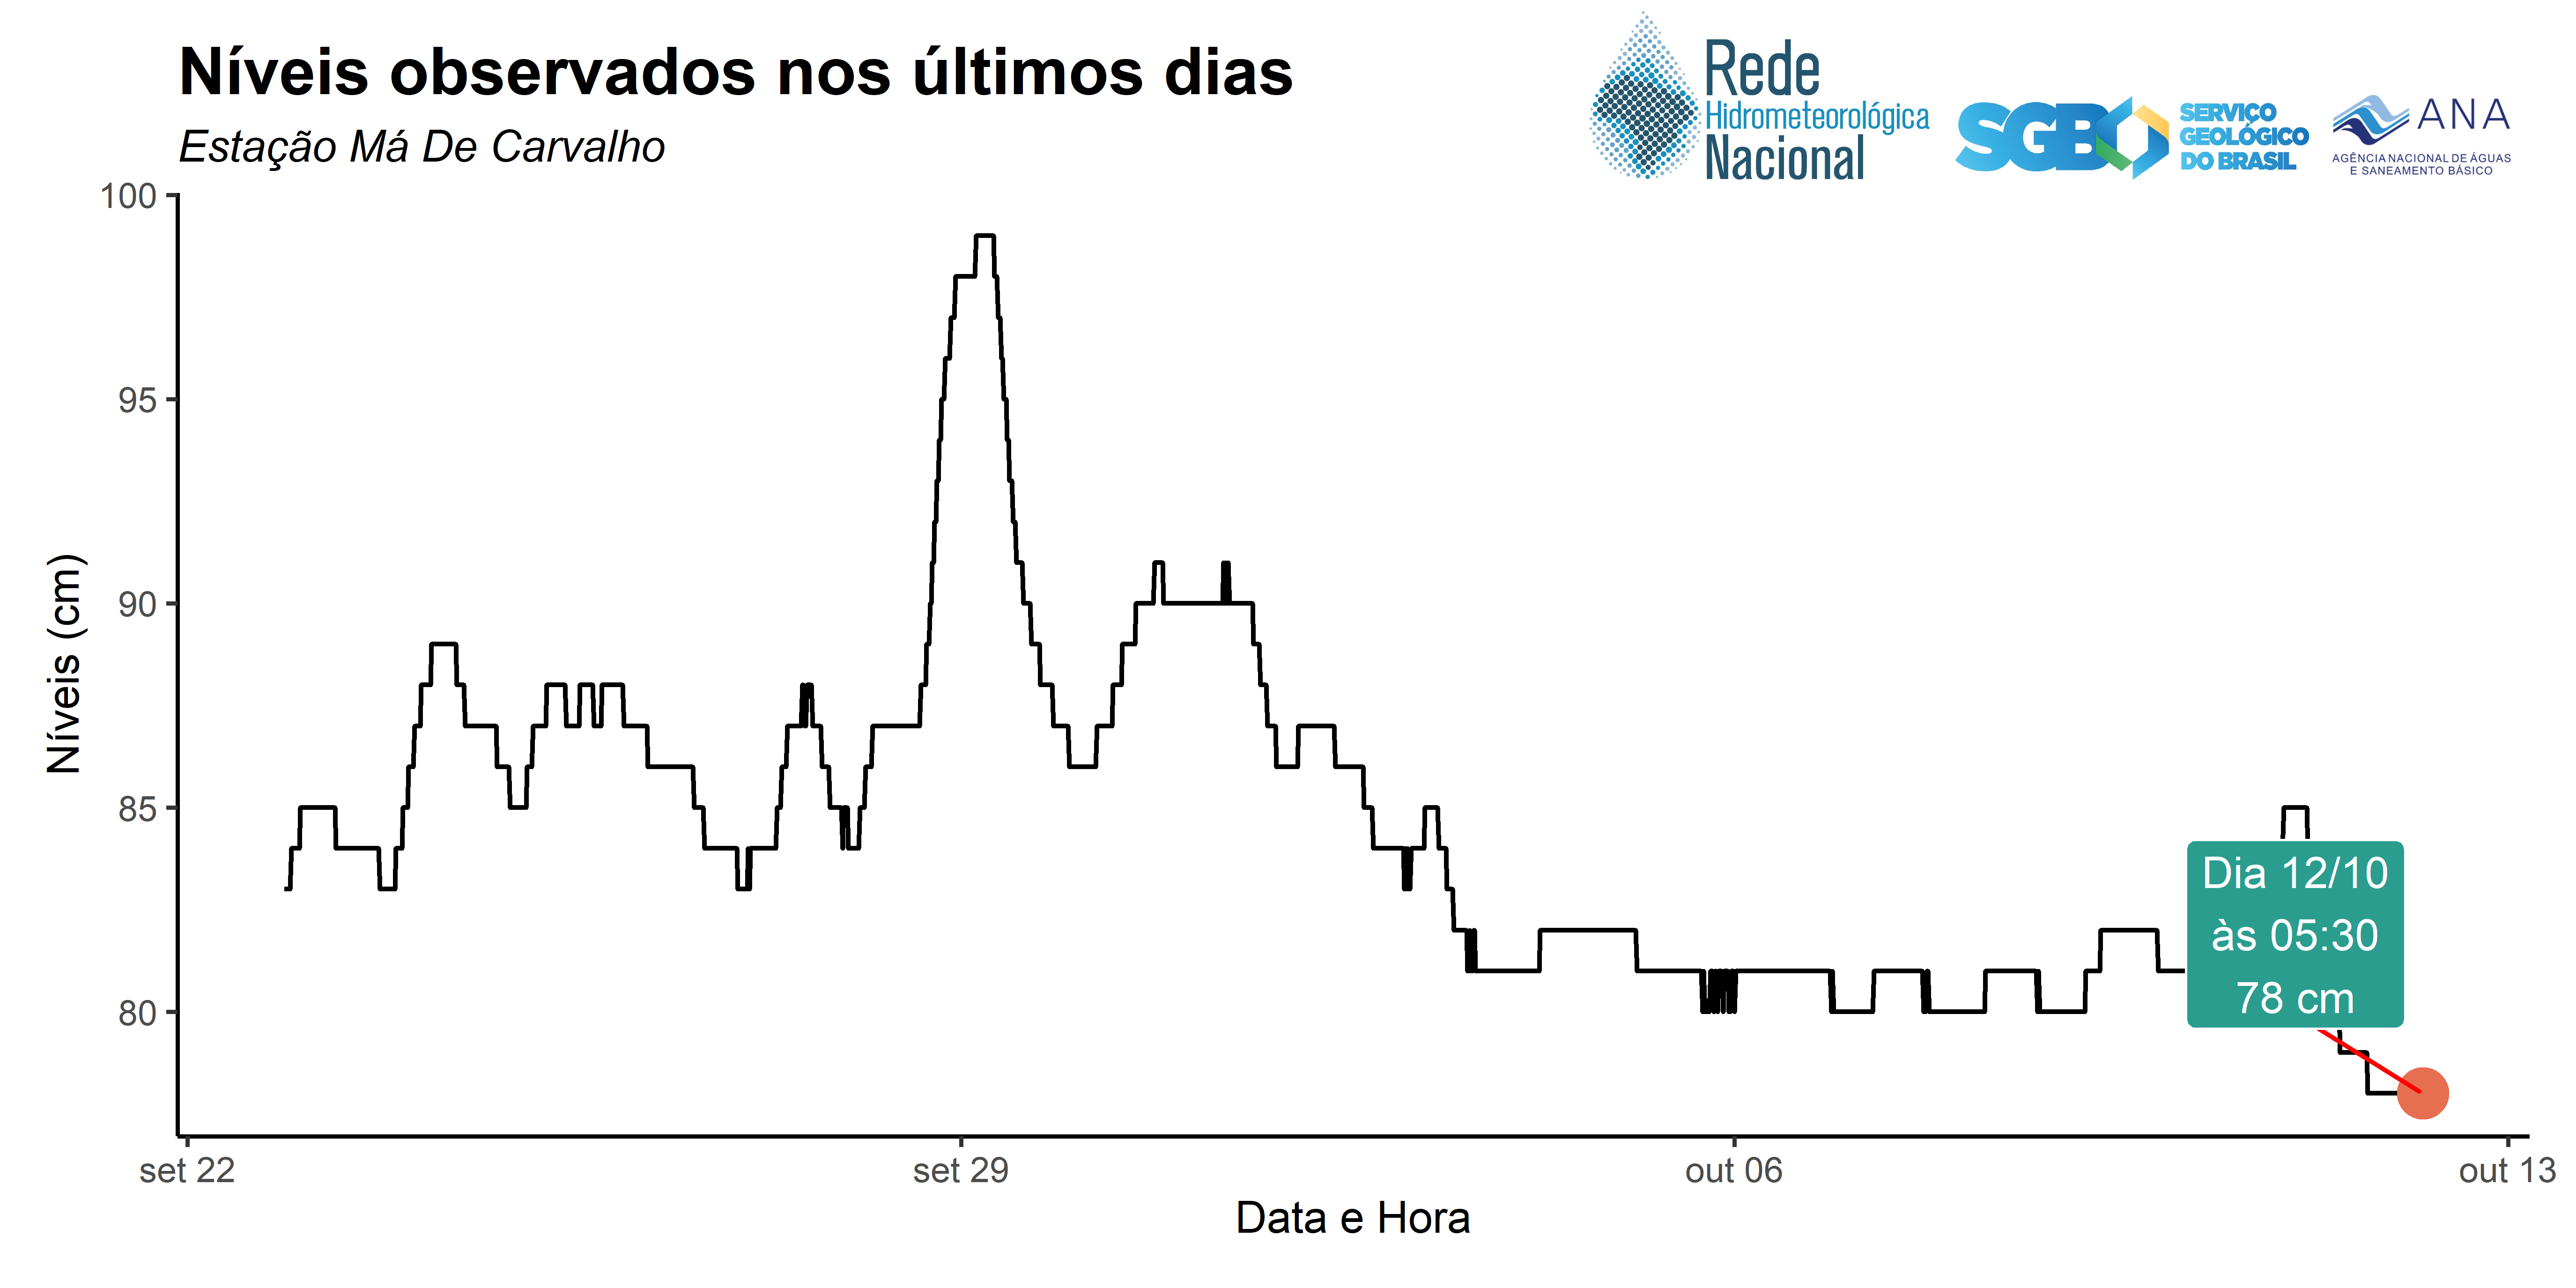 Níveis observados nos últimos dias
Estação Má De Carvalho
Rede
Hidrometeorológica
Nacional
SGB
SERVIÇO
GEOLÓGICO
DO BRASIL
ANA
AGÊNCIA NACIONAL DE ÁGUAS
E SANEAMENTO BÁSICO
Níveis (cm)
100
95
90
85
80
Dia 12/10
às 05:30
78 cm
set 22
set 29
out 06
out 13
Data e Hora